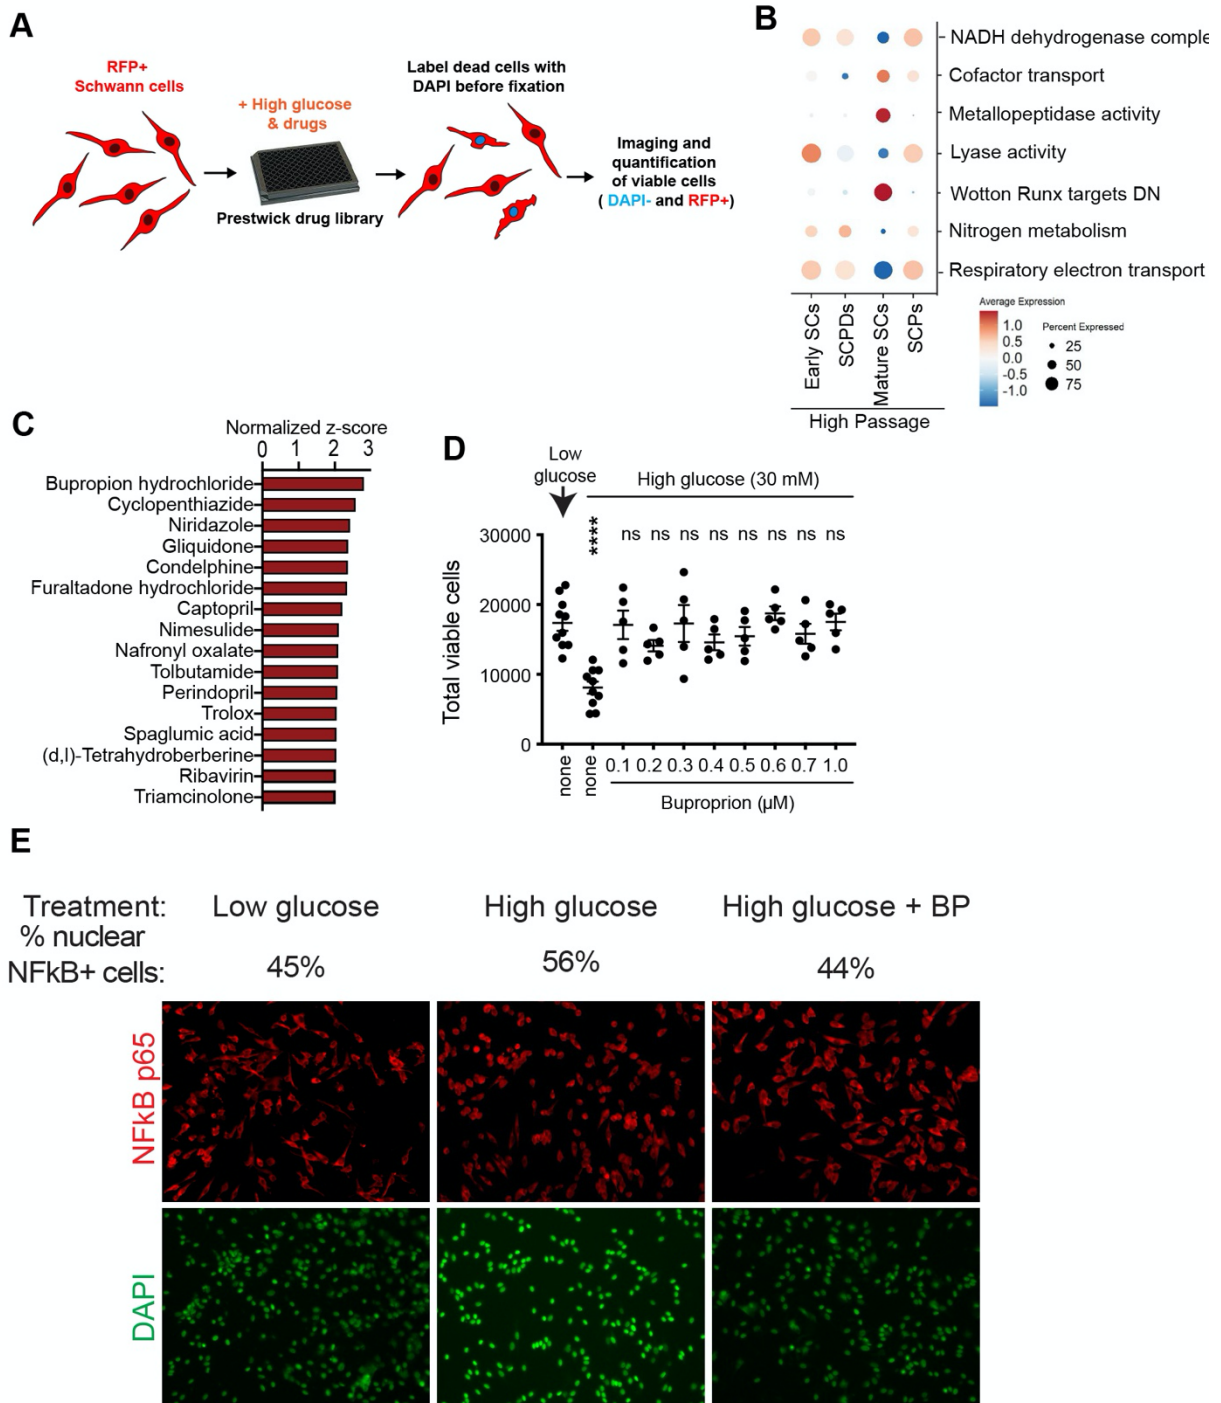 A
RFP+
Schwann cells
+ High glucose
& drugs
Prestwick drug library
Label dead cells with
DAPI before fixation
Imaging and
quantification
of viable cells
( DAPI- and RFP+)
B
NADH dehydrogenase comple
Cofactor transport
Metallopeptidase activity
Lyase activity
Wotton Runx targets DN
Nitrogen metabolism
Respiratory electron transport
Early SCs
SCPDs
Mature SCs
SCPs
High Passage
Average Expression
1.0
0.5
0.0
-0.5
-1.0
Percent Expressed
25
50
75
C
Normalized z-score
0 1 2 3
Bupropion hydrochloride
Cyclopenthiazide
Niridazole
Gliquidone
Condelphine
Furaltadone hydrochloride
Captopril
Nimesulide
Nafronyl oxalate
Tolbutamide
Perindopril
Trolox
Spaglumic acid
(d,l)-Tetrahydroberberine
Ribavirin
Triamcinolone
D
Low
glucose
High glucose (30 mM)
**** ns ns ns ns ns ns ns ns
Total viable cells
30000
20000
10000
0
none none 0.1 0.2 0.3 0.4 0.5 0.6 0.7 1.0
Buproprion (µM)
E
Treatment: Low glucose High glucose High glucose + BP
% nuclear
NFkB+ cells: 45% 56% 44%
NFkB p65
DAPI